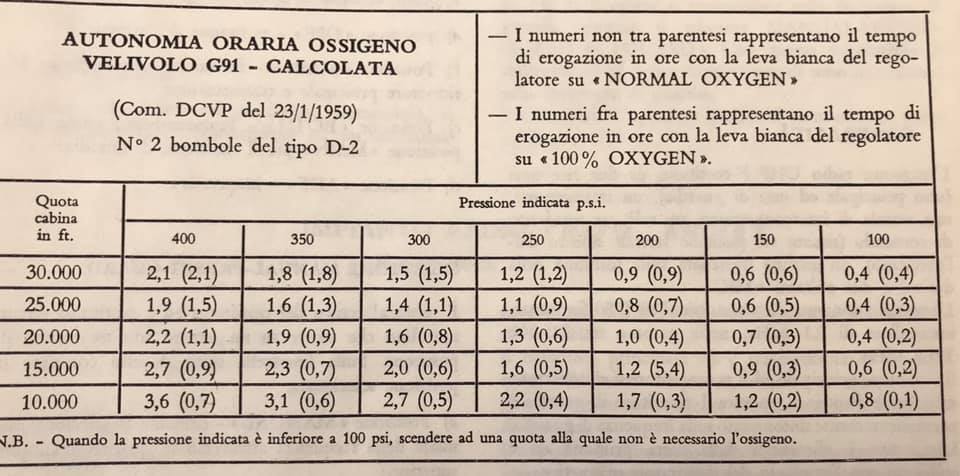 AUTONOMIA ORARIA OSSIGENO
VELIVOLO G91 - CALCOLATA
(Com. DCVP del 23/1/1959)
N° 2 bombole del tipo D-2
— I numeri non tra parentesi rappresentano il tempo
di erogazione in ore con la leva bianca del rego-
latore su « NORMAL OXYGEN »
— I numeri fra parentesi rappresentano il tempo di
erogazione in ore con la leva bianca del regolatore
su « 100 % OXYGEN ».
Quota
cabina
in ft.
Pressione indicata p.s.i.
400 350 300 250 200 150 100
30.000 2,1 (2,1) 1,8 (1,8) 1,5 (1,5) 1,2 (1,2) 0,9 (0,9) 0,6 (0,6) 0,4 (0,4)
25.000 1,9 (1,5) 1,6 (1,3) 1,4 (1,1) 1,1 (0,9) 0,8 (0,7) 0,6 (0,5) 0,4 (0,3)
20.000 2,2 (1,1) 1,9 (0,9) 1,6 (0,8) 1,3 (0,6) 1,0 (0,4) 0,7 (0,3) 0,4 (0,2)
15.000 2,7 (0,9) 2,3 (0,7) 2,0 (0,6) 1,6 (0,5) 1,2 (5,4) 0,9 (0,3) 0,6 (0,2)
10.000 3,6 (0,7) 3,1 (0,6) 2,7 (0,5) 2,2 (0,4) 1,7 (0,3) 1,2 (0,2) 0,8 (0,1)
N.B. - Quando la pressione indicata è inferiore a 100 psi, scendere ad una quota alla quale non è necessario l'ossigeno.